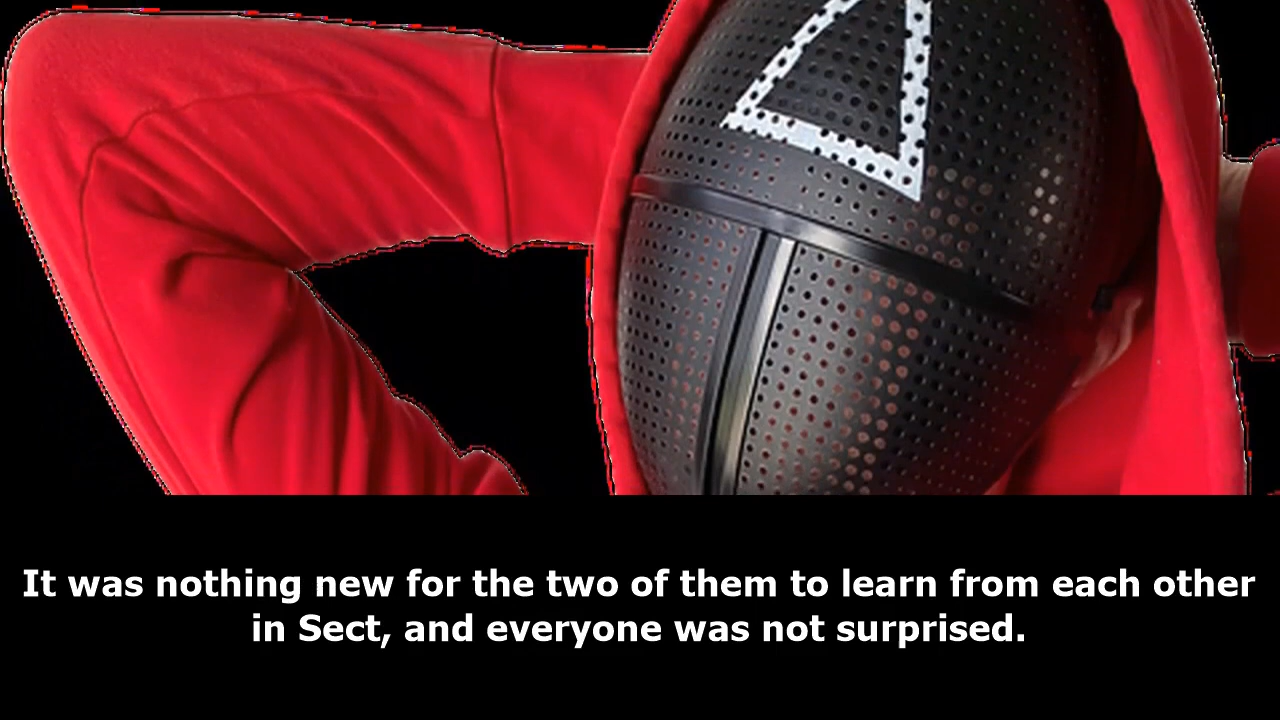 It was nothing new for the two of them to learn from each other
in Sect, and everyone was not surprised.